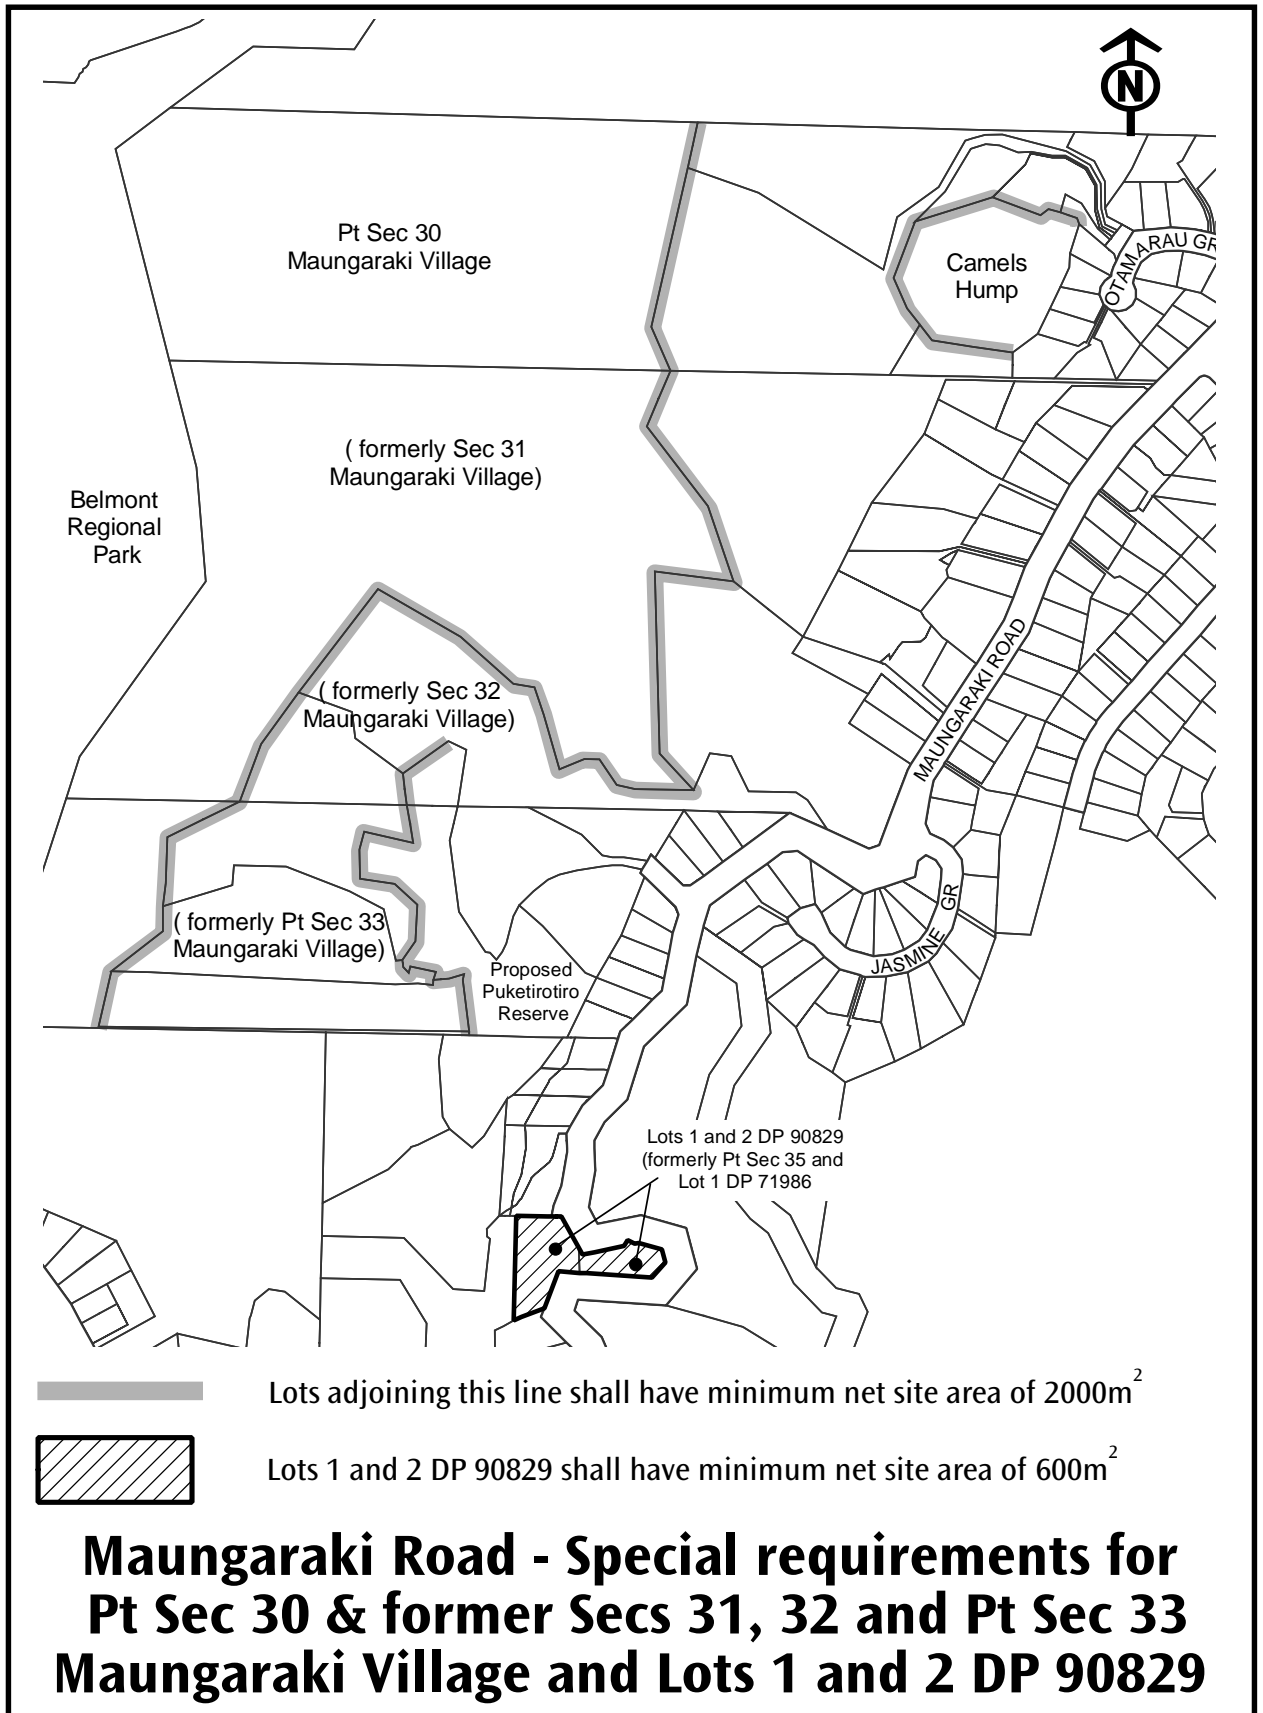 N
Pt Sec 30
Maungaraki Village
Camels
Hump
OTAMARAU GR
( formerly Sec 31
Maungaraki Village)
Belmont
Regional
Park
MAUNGARAKI ROAD
( formerly Sec 32
Maungaraki Village)
JASMINE GR
( formerly Pt Sec 33
Maungaraki Village)
Proposed
Puketirotiro
Reserve
Lots 1 and 2 DP 90829
(formerly Pt Sec 35 and
Lot 1 DP 71986
Lots adjoining this line shall have minimum net site area of 2000m²
Lots 1 and 2 DP 90829 shall have minimum net site area of 600m²
Maungaraki Road - Special requirements for
Pt Sec 30 & former Secs 31, 32 and Pt Sec 33
Maungaraki Village and Lots 1 and 2 DP 90829